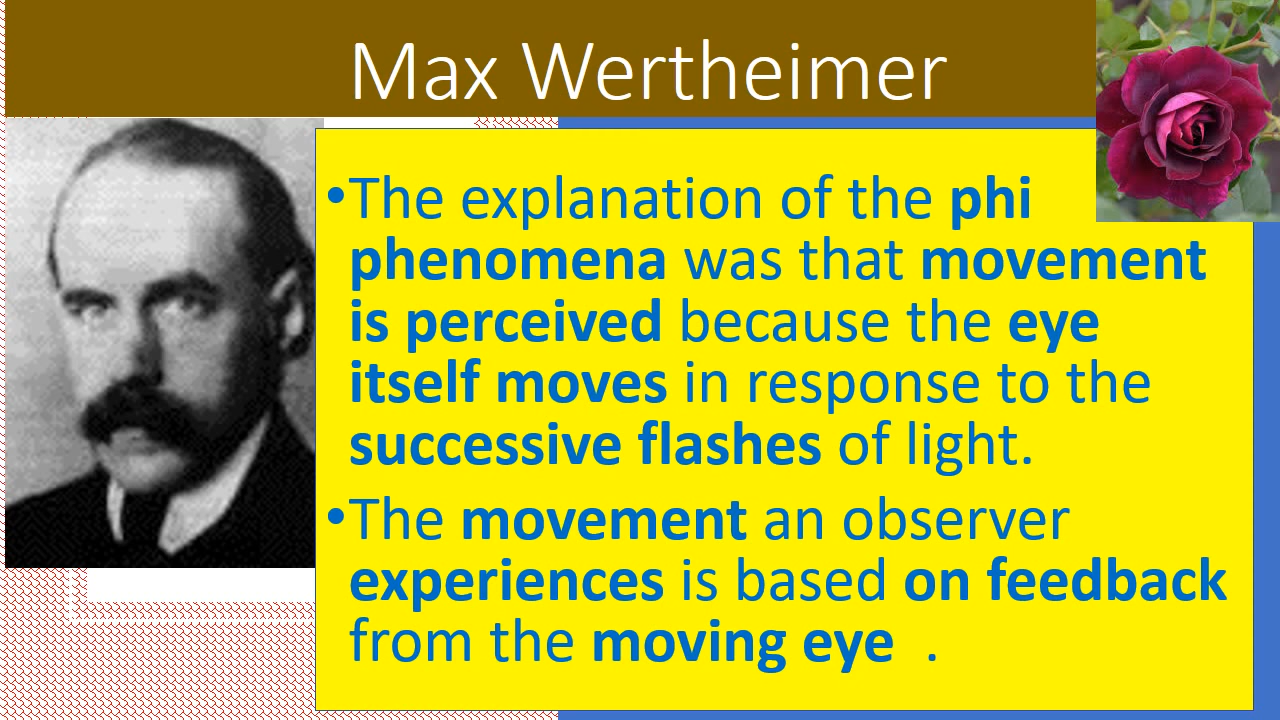 Max Wertheimer
•The explanation of the phi
phenomena was that movement
is perceived because the eye
itself moves in response to the
successive flashes of light.
•The movement an observer
experiences is based on feedback
from the moving eye  .